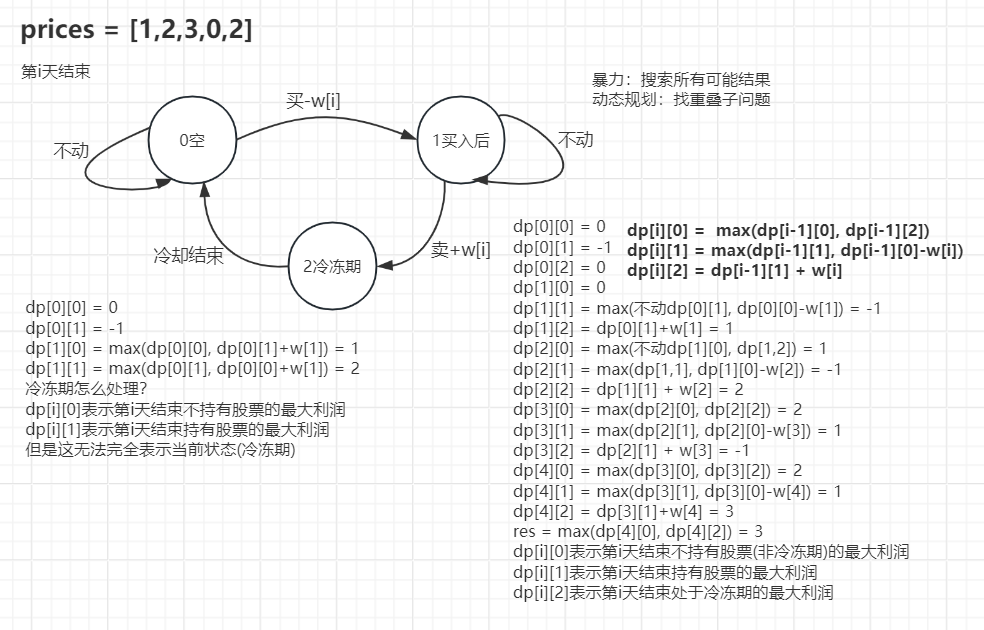 prices = [1,2,3,0,2]
第i天结束
暴力：搜索所有可能结果
动态规划：找重叠子问题
买-w[i]
0空
1买入后
不动
不动
冷却结束
卖+w[i]
2冷冻期
dp[0][0] = 0
dp[0][1] = -1
dp[1][0] = max(dp[0][0], dp[0][1]+w[1]) = 1
dp[1][1] = max(dp[0][1], dp[0][0]+w[1]) = 2
冷冻期怎么处理？
dp[i][0]表示第i天结束不持有股票的最大利润
dp[i][1]表示第i天结束持有股票的最大利润
但是这无法完全表示当前状态(冷冻期)
dp[i][0] = max(dp[i-1][0], dp[i-1][2])
dp[i][1] = max(dp[i-1][1], dp[i-1][0]-w[i])
dp[i][2] = dp[i-1][1] + w[i]
dp[0][0] = 0
dp[0][1] = -1
dp[0][2] = 0
dp[1][0] = 0
dp[1][1] = max(不动dp[0][1], dp[0][0]-w[1]) = -1
dp[1][2] = dp[0][1]+w[1] = 1
dp[2][0] = max(不动dp[1][0], dp[1,2]) = 1
dp[2][1] = max(dp[1,1], dp[1][0]-w[2]) = -1
dp[2][2] = dp[1][1] + w[2] = 2
dp[3][0] = max(dp[2][0], dp[2][2]) = 2
dp[3][1] = max(dp[2][1], dp[2][0]-w[3]) = 1
dp[3][2] = dp[2][1] + w[3] = -1
dp[4][0] = max(dp[3][0], dp[3][2]) = 2
dp[4][1] = max(dp[3][1], dp[3][0]-w[4]) = 1
dp[4][2] = dp[3][1]+w[4] = 3
res = max(dp[4][0], dp[4][2]) = 3
dp[i][0]表示第i天结束不持有股票(非冷冻期)的最大利润
dp[i][1]表示第i天结束持有股票的最大利润
dp[i][2]表示第i天结束处于冷冻期的最大利润